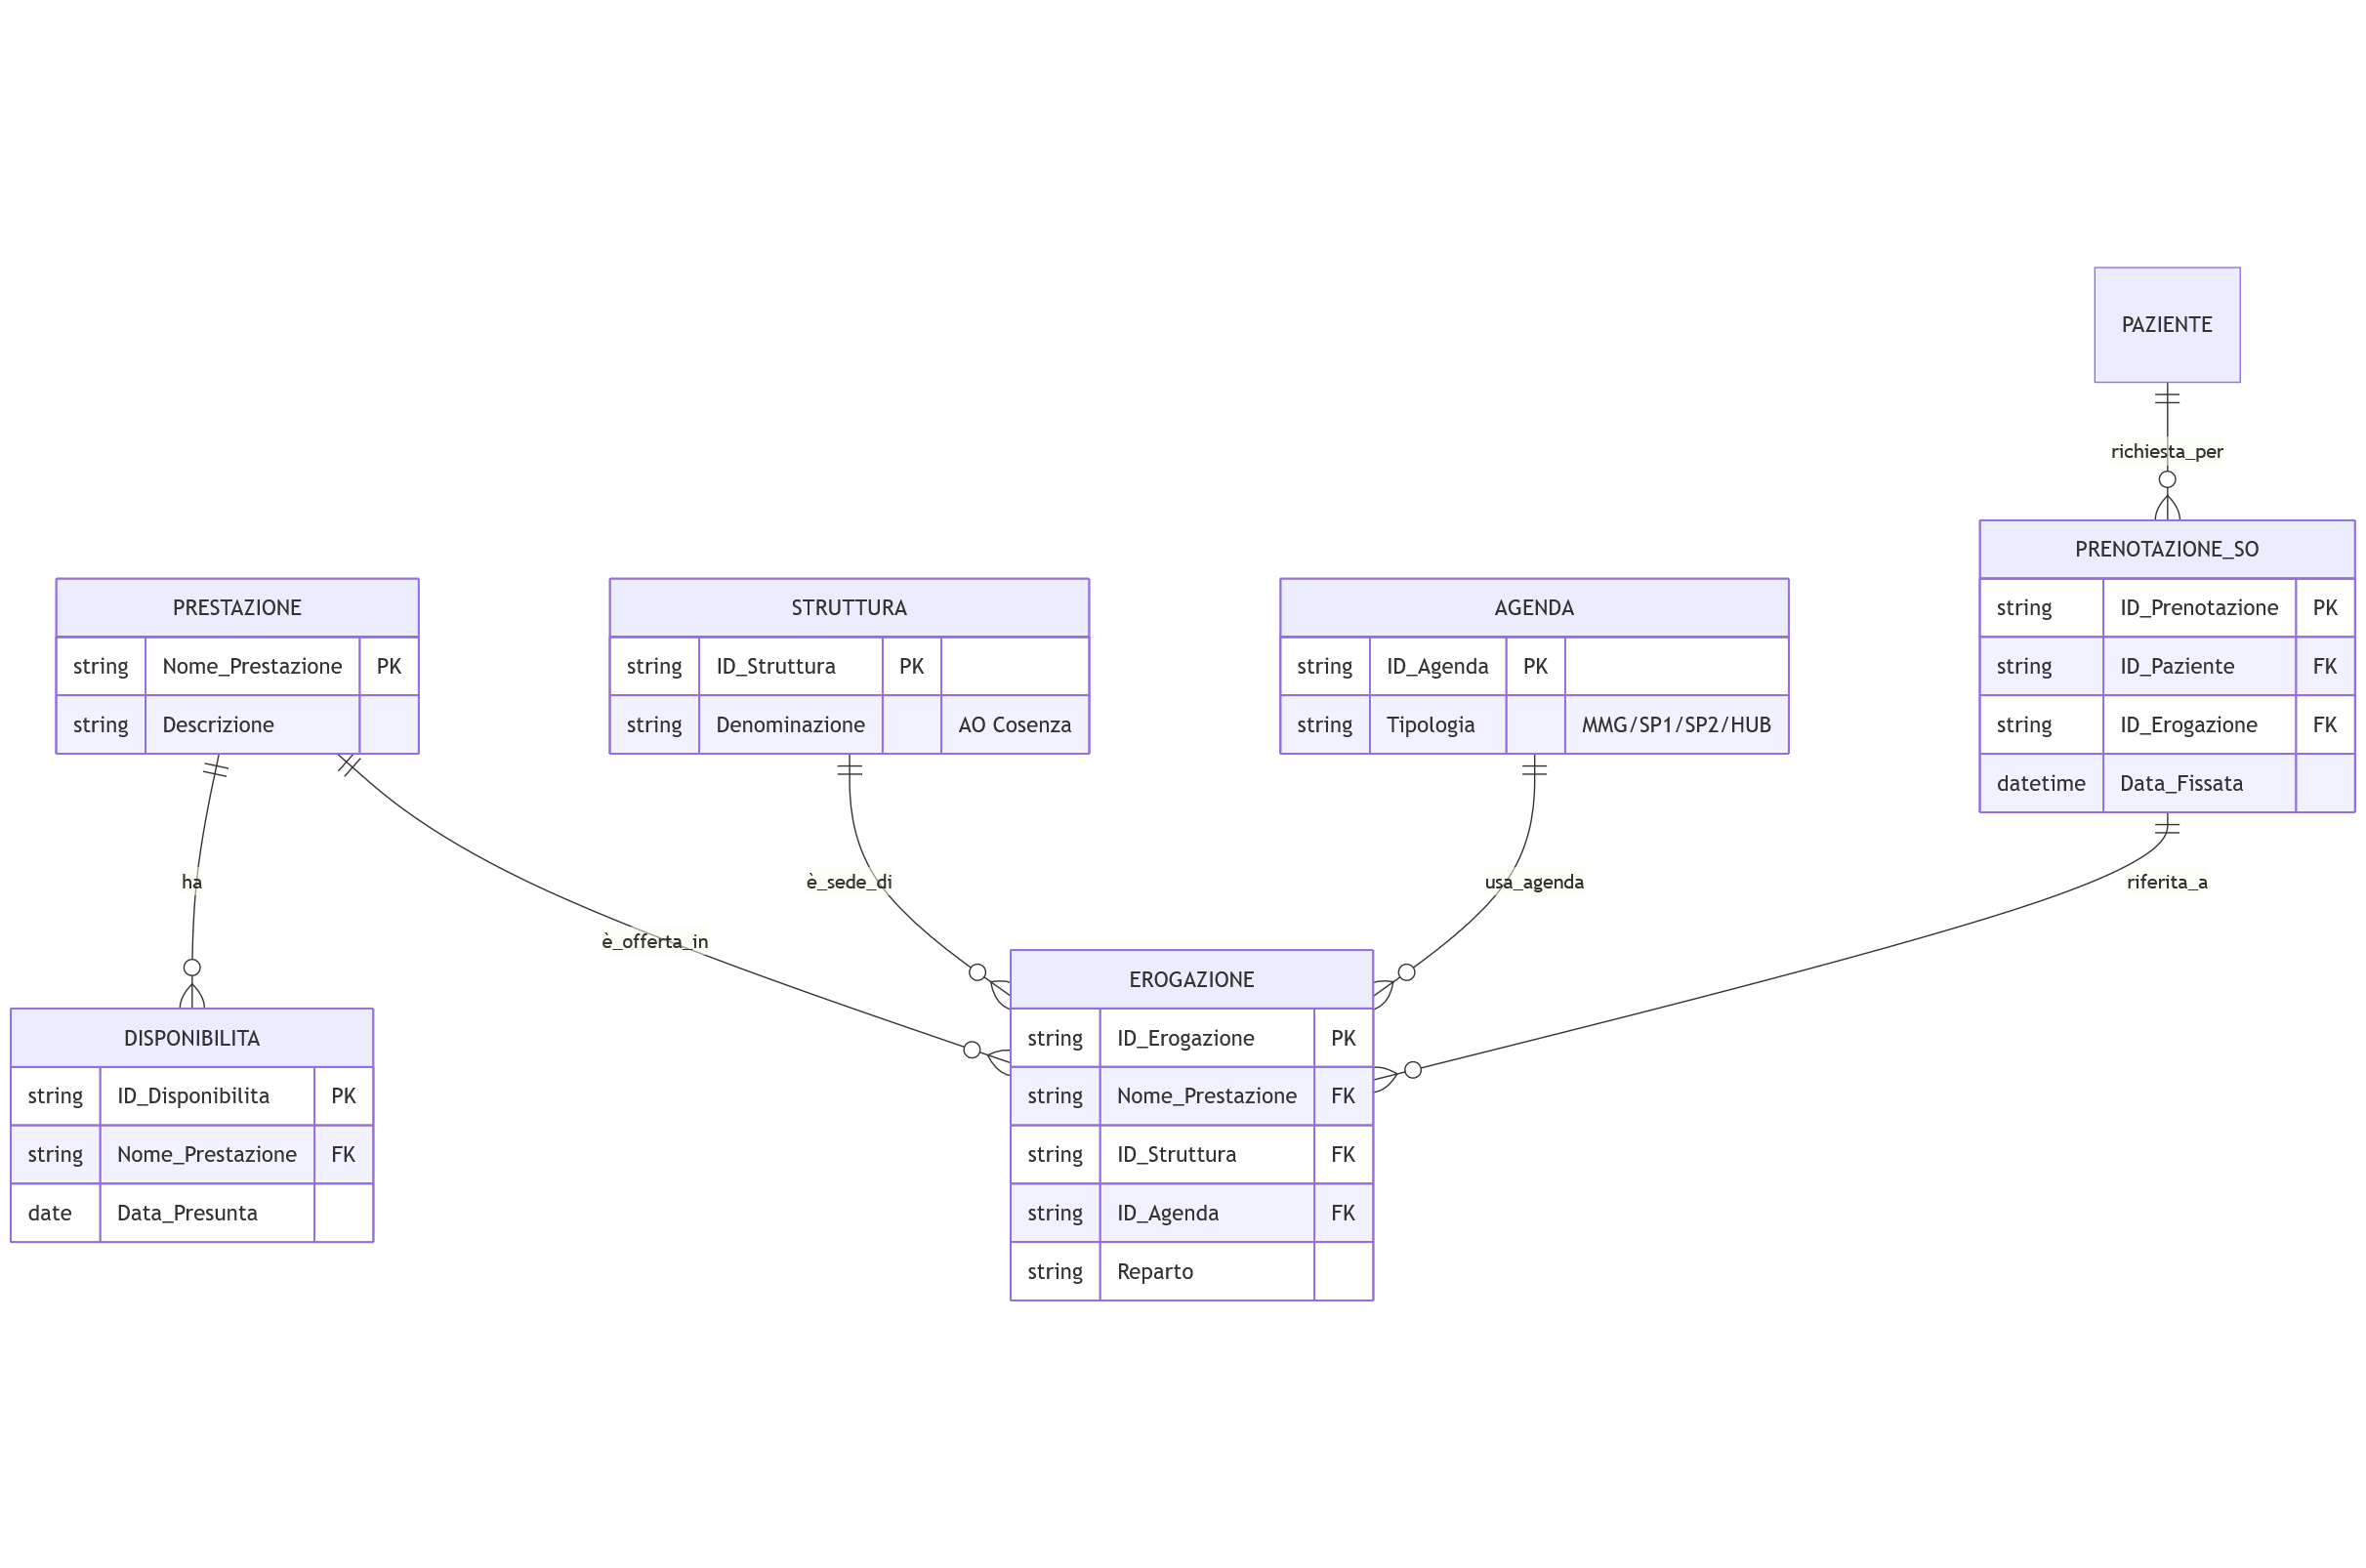 PAZIENTE
richiesta_per
PRENOTAZIONE_SO
string ID_Prenotazione PK
string ID_Paziente FK
string ID_Erogazione FK
datetime Data_Fissata
PRESTAZIONE
string Nome_Prestazione PK
string Descrizione
STRUTTURA
string ID_Struttura PK
string Denominazione AO Cosenza
AGENDA
string ID_Agenda PK
string Tipologia MMG/SP1/SP2/HUB
ha
è_offerta_in
è_sede_di
usa_agenda
riferita_a
DISPONIBILITA
string ID_Disponibilita PK
string Nome_Prestazione FK
date Data_Presunta
EROGAZIONE
string ID_Erogazione PK
string Nome_Prestazione FK
string ID_Struttura FK
string ID_Agenda FK
string Reparto